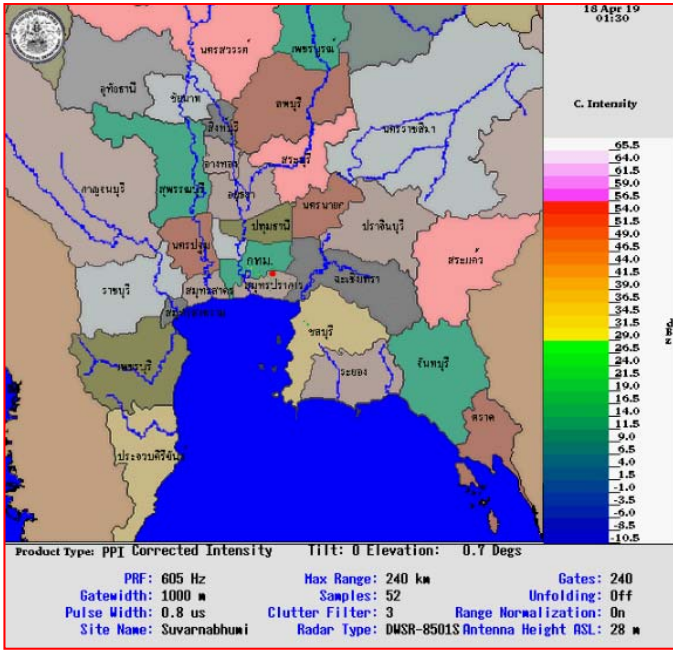 18 Apr 19
01:30
C. Intensity
65.5
64.0
61.5
59.0
56.5
54.0
51.5
49.0
46.5
44.0
41.5
39.0
36.5
34.0
31.5
29.0
26.5
24.0
21.5
19.0
16.5
14.0
11.5
9.0
6.5
4.0
1.5
-1.0
-3.5
-6.0
-8.5
-10.5
นครสวรรค์
เพชรบูรณ์
อุทัยธานี
ชัยนาท
ลพบุรี
สิงห์บุรี
นครราชสีมา
อ่างทอง
สระบุรี
กาญจนบุรี
สุพรรณบุรี
อยุธยา
นครนายก
ปทุมธานี
ปราจีนบุรี
นครปฐม
กทม.
สระแก้ว
ราชบุรี
สมุทรสาคร
สมุทรปราการ
ฉะเชิงเทรา
ชลบุรี
เพชรบุรี
ระยอง
จันทบุรี
ตราด
ประจวบคีรีขันธ์
Product Type: PPI Corrected Intensity Tilt: 0 Elevation: 0.7 Degs
PRF: 605 Hz Max Range: 240 km Gates: 240
Gatewidth: 1000 m Samples: 52 Unfolding: Off
Pulse Width: 0.8 us Clutter Filter: 3 Range Normalization: On
Site Name: Suvarnabhumi Radar Type: DWSR-8501S Antenna Height ASL: 28 m